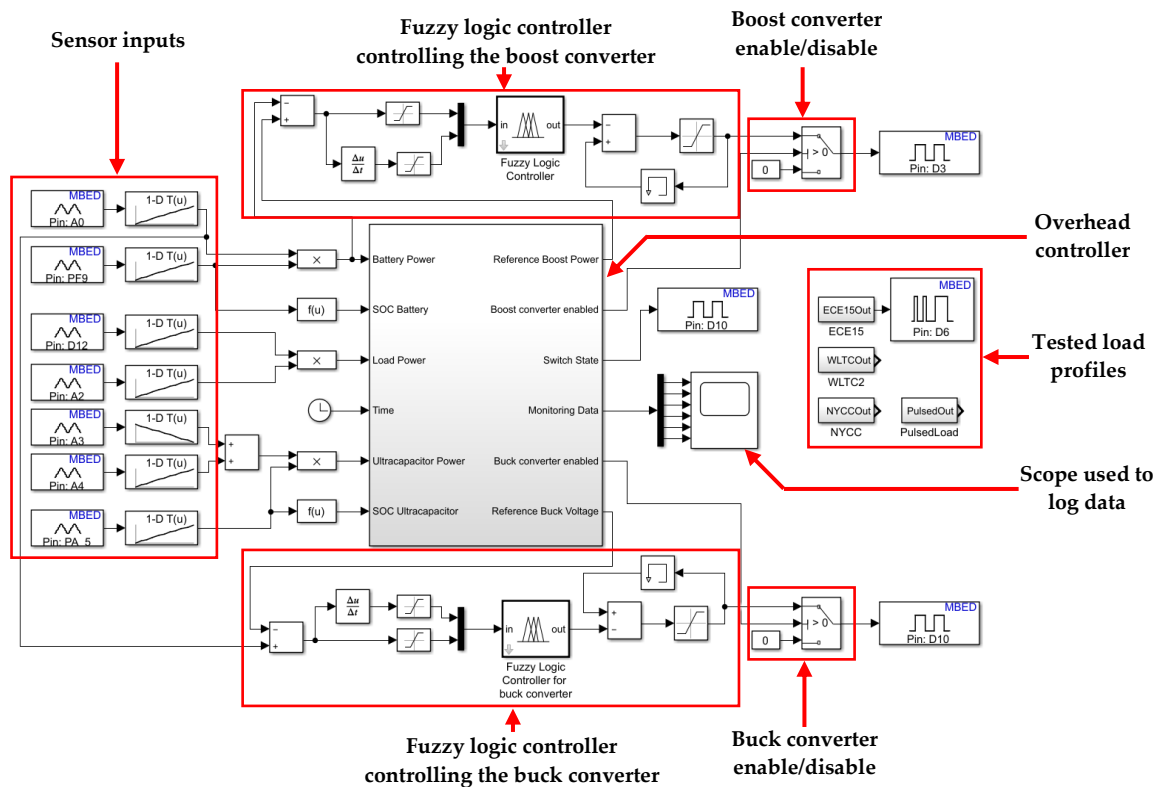 Sensor inputs
Fuzzy logic controller
controlling the boost converter
Boost converter
enable/disable
-
+
Δu
Δt
in
out
Fuzzy Logic
Controller
-
+
> 0
0
MBED
Pin: D3
MBED
Pin: A0
1-D T(u)
MBED
Pin: PF9
1-D T(u)
MBED
Pin: D12
1-D T(u)
MBED
Pin: A2
1-D T(u)
MBED
Pin: A3
1-D T(u)
MBED
Pin: A4
1-D T(u)
MBED
Pin: PA_5
1-D T(u)
+
+
×
f(u)
×
×
f(u)
Battery Power
SOC Battery
Load Power
Time
Ultracapacitor Power
SOC Ultracapacitor
Reference Boost Power
Boost converter enabled
Switch State
Monitoring Data
Buck converter enabled
Reference Buck Voltage
MBED
Pin: D10
Overhead
controller
ECE15Out
ECE15
MBED
Pin: D6
WLTCOut
WLTC2
NYCCOut
NYCC
PulsedOut
PulsedLoad
Tested load
profiles
Scope used to
log data
-
+
Δu
Δt
in
out
Fuzzy Logic
Controller for
buck converter
+
-
> 0
0
MBED
Pin: D10
Fuzzy logic controller
controlling the buck converter
Buck converter
enable/disable